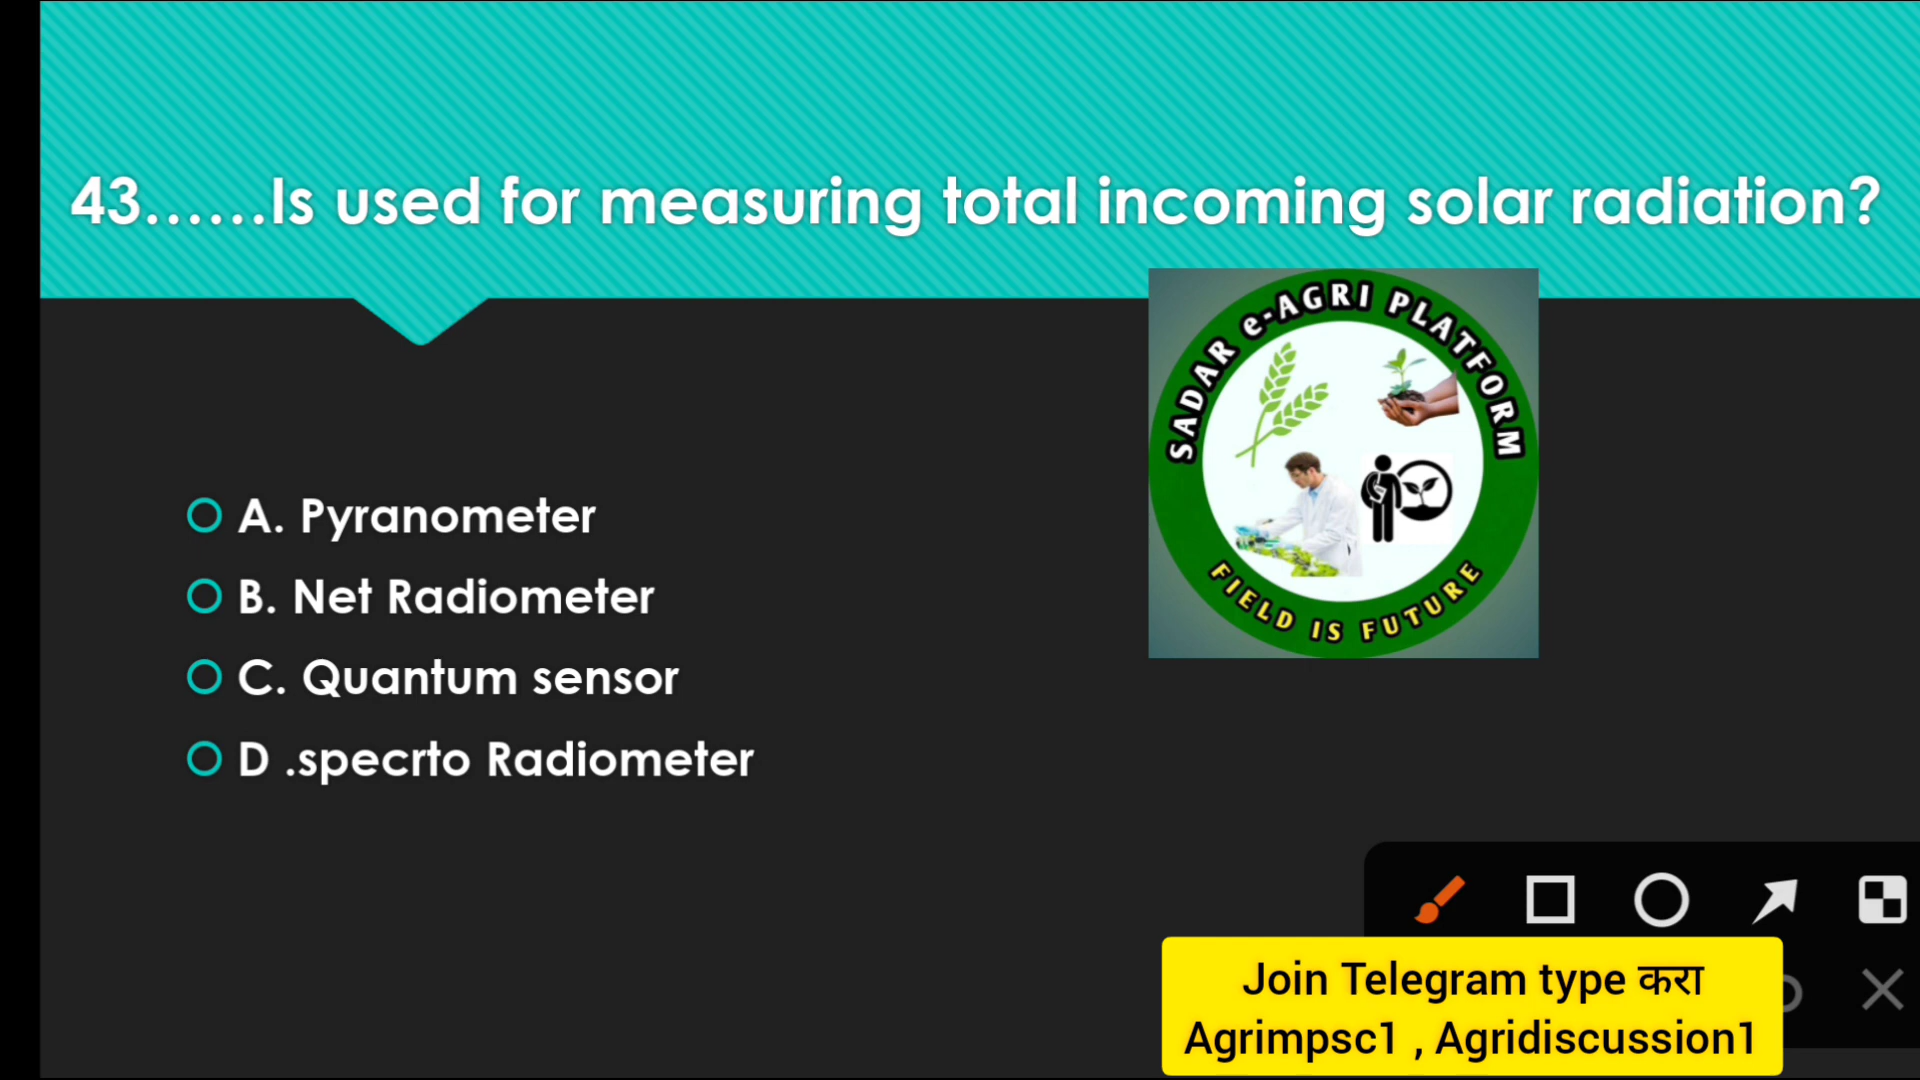 43......Is used for measuring total incoming solar radiation?
SADAR e-AGRI PLATFORM
FIELD IS FUTURE
A. Pyranometer
B. Net Radiometer
C. Quantum sensor
D .specrto Radiometer
Join Telegram type करा
Agrimpsc1 , Agridiscussion1